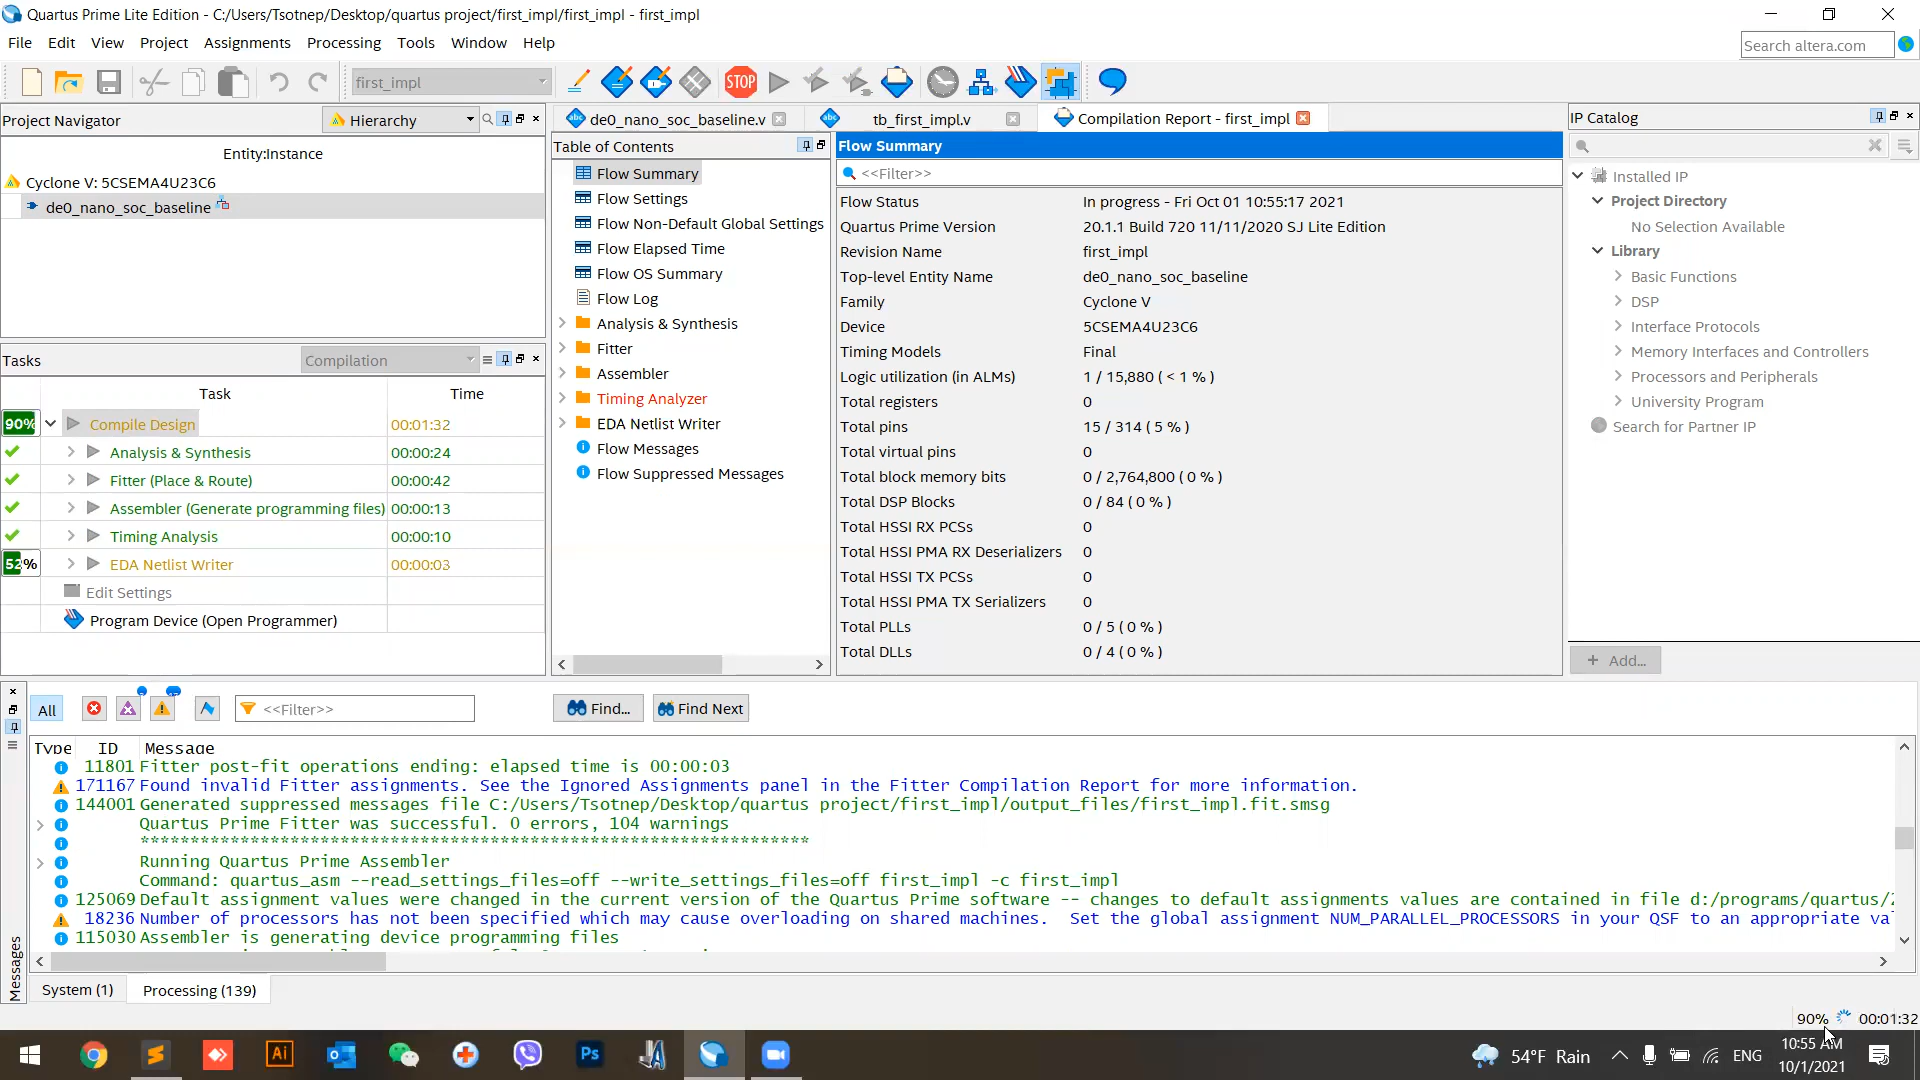 Quartus Prime Lite Edition - C:/Users/Tsotnep/Desktop/quartus project/first_impl/first_impl - first_impl
File Edit View Project Assignments Processing Tools Window Help
Search altera.com
first_impl
STOP
Project Navigator
Hierarchy
Entity:Instance
Cyclone V: 5CSEMA4U23C6
de0_nano_soc_baseline
Tasks
Compilation
Task Time
90% Compile Design 00:01:32
Analysis & Synthesis 00:00:24
Fitter (Place & Route) 00:00:42
Assembler (Generate programming files) 00:00:13
Timing Analysis 00:00:10
52% EDA Netlist Writer 00:00:03
Edit Settings
Program Device (Open Programmer)
abc de0_nano_soc_baseline.v
abc tb_first_impl.v
Compilation Report - first_impl
Table of Contents
Flow Summary
Flow Settings
Flow Non-Default Global Settings
Flow Elapsed Time
Flow OS Summary
Flow Log
Analysis & Synthesis
Fitter
Assembler
Timing Analyzer
EDA Netlist Writer
Flow Messages
Flow Suppressed Messages
Flow Summary
<<Filter>>
Flow Status In progress - Fri Oct 01 10:55:17 2021
Quartus Prime Version 20.1.1 Build 720 11/11/2020 SJ Lite Edition
Revision Name first_impl
Top-level Entity Name de0_nano_soc_baseline
Family Cyclone V
Device 5CSEMA4U23C6
Timing Models Final
Logic utilization (in ALMs) 1 / 15,880 ( < 1 % )
Total registers 0
Total pins 15 / 314 ( 5 % )
Total virtual pins 0
Total block memory bits 0 / 2,764,800 ( 0 % )
Total DSP Blocks 0 / 84 ( 0 % )
Total HSSI RX PCSs 0
Total HSSI PMA RX Deserializers 0
Total HSSI TX PCSs 0
Total HSSI PMA TX Serializers 0
Total PLLs 0 / 5 ( 0 % )
Total DLLs 0 / 4 ( 0 % )
IP Catalog
Installed IP
Project Directory
No Selection Available
Library
Basic Functions
DSP
Interface Protocols
Memory Interfaces and Controllers
Processors and Peripherals
University Program
Search for Partner IP
+ Add...
All
<<Filter>>
Find...
Find Next
Type ID Message
11801 Fitter post-fit operations ending: elapsed time is 00:00:03
171167 Found invalid Fitter assignments. See the Ignored Assignments panel in the Fitter Compilation Report for more information.
144001 Generated suppressed messages file C:/Users/Tsotnep/Desktop/quartus project/first_impl/output_files/first_impl.fit.smsg
Quartus Prime Fitter was successful. 0 errors, 104 warnings
*******************************************************************
Running Quartus Prime Assembler
Command: quartus_asm --read_settings_files=off --write_settings_files=off first_impl -c first_impl
125069 Default assignment values were changed in the current version of the Quartus Prime software -- changes to default assignments values are contained in file d:/programs/quartus/
18236 Number of processors has not been specified which may cause overloading on shared machines. Set the global assignment NUM_PARALLEL_PROCESSORS in your QSF to an appropriate va
115030 Assembler is generating device programming files
Messages
System (1)
Processing (139)
90% 00:01:32
Ai
Ps
54°F Rain
ENG
10:55 AM
10/1/2021